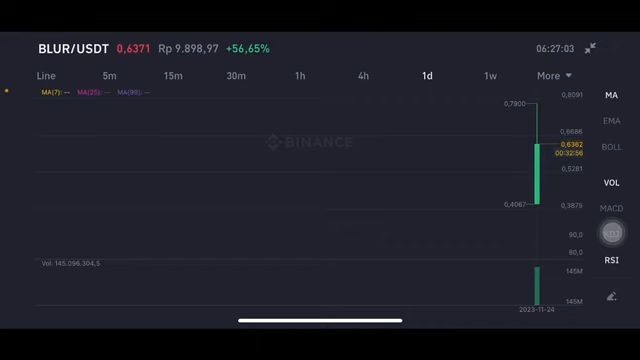 BLUR/USDT 0,6371 Rp 9.898,97 +56,65% 06:27:03
Line 5m 15m 30m 1h 4h 1d 1w More
MA(7): -- MA(25): -- MA(99): --
0,8091
MA
0,7900
EMA
0,6686
BINANCE
0,6362
BOLL
00:32:56
0,5281
VOL
0,4067
0,3875
MACD
90,0
KDJ
80,0
Vol: 145.096.304,5
RSI
145M
145M
2023-11-24